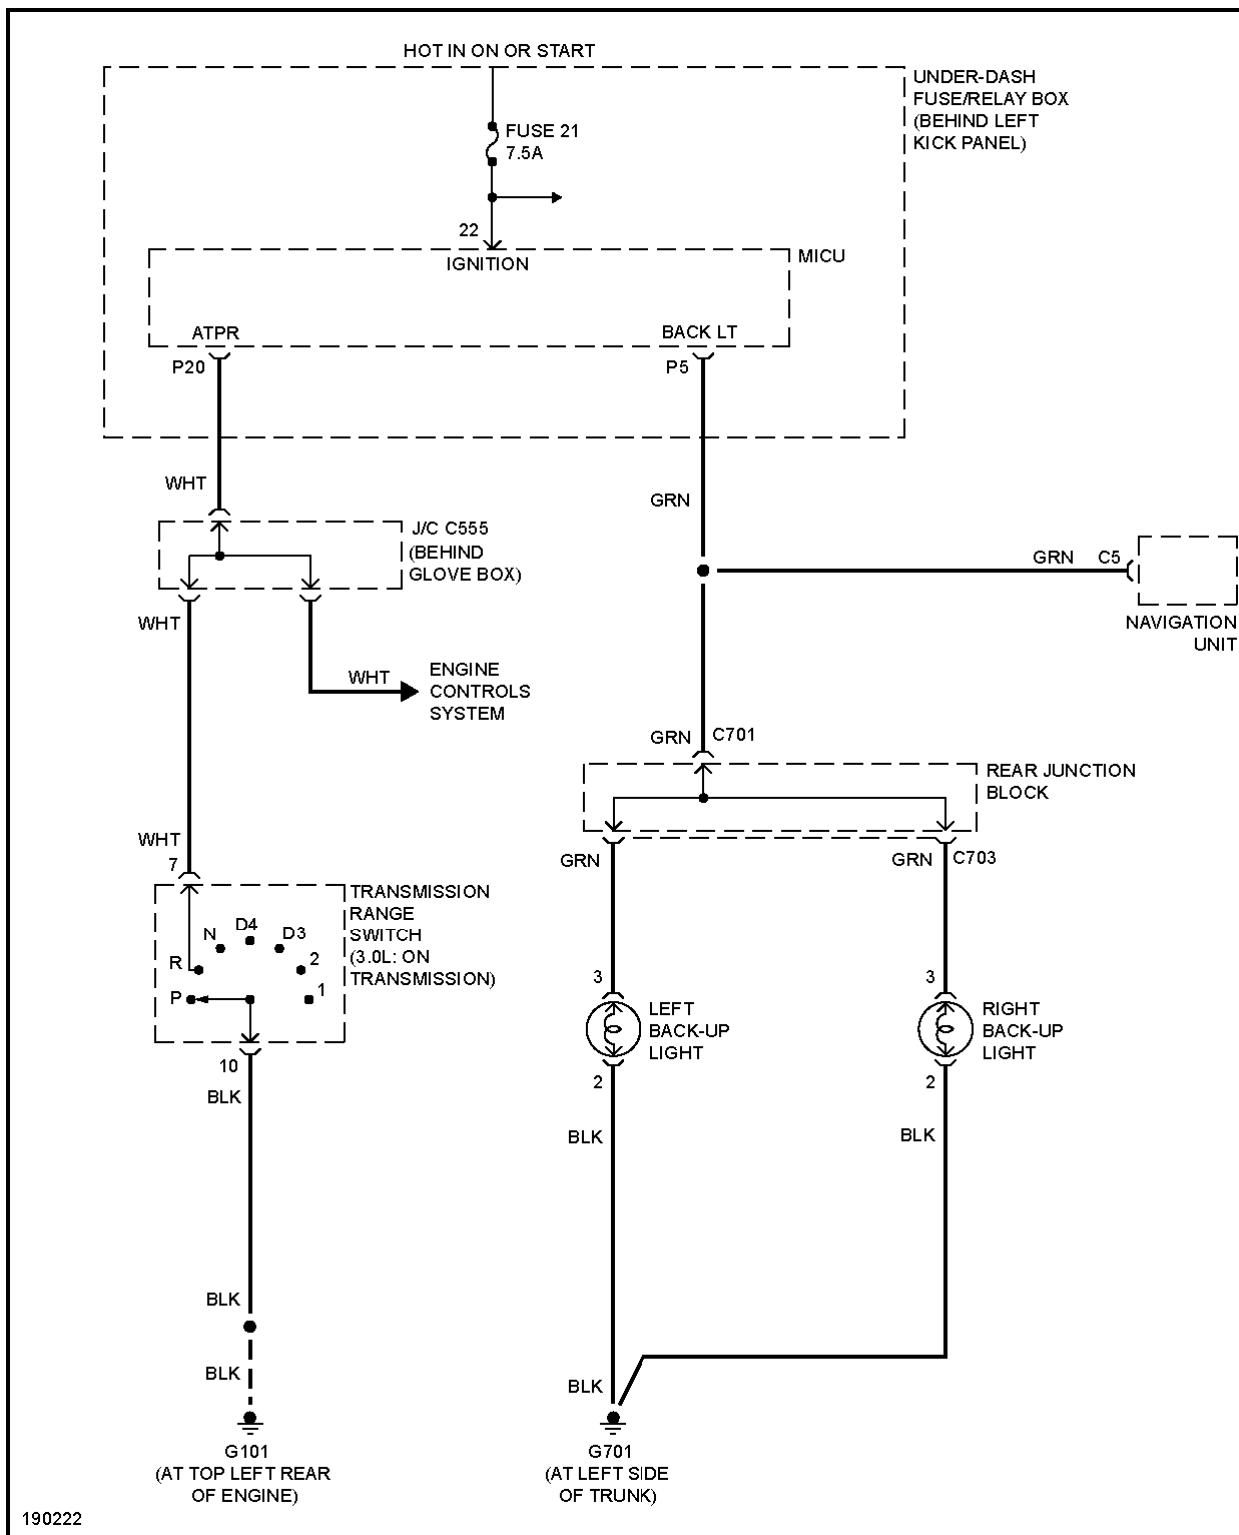 HOT IN ON OR START
UNDER-DASH
FUSE/RELAY BOX
(BEHIND LEFT
KICK PANEL)
FUSE 21
7.5A
22
IGNITION
MICU
ATPR
BACK LT
P20
P5
WHT
GRN
J/C C555
(BEHIND
GLOVE BOX)
GRN
C5
NAVIGATION
UNIT
WHT
WHT
ENGINE
CONTROLS
SYSTEM
GRN
C701
REAR JUNCTION
BLOCK
WHT
7
GRN
GRN
C703
TRANSMISSION
RANGE
SWITCH
(3.0L: ON
TRANSMISSION)
P
R
N
D4
D3
2
1
10
BLK
3
LEFT
BACK-UP
LIGHT
2
BLK
3
RIGHT
BACK-UP
LIGHT
2
BLK
BLK
BLK
BLK
G101
(AT TOP LEFT REAR
OF ENGINE)
G701
(AT LEFT SIDE
OF TRUNK)
190222